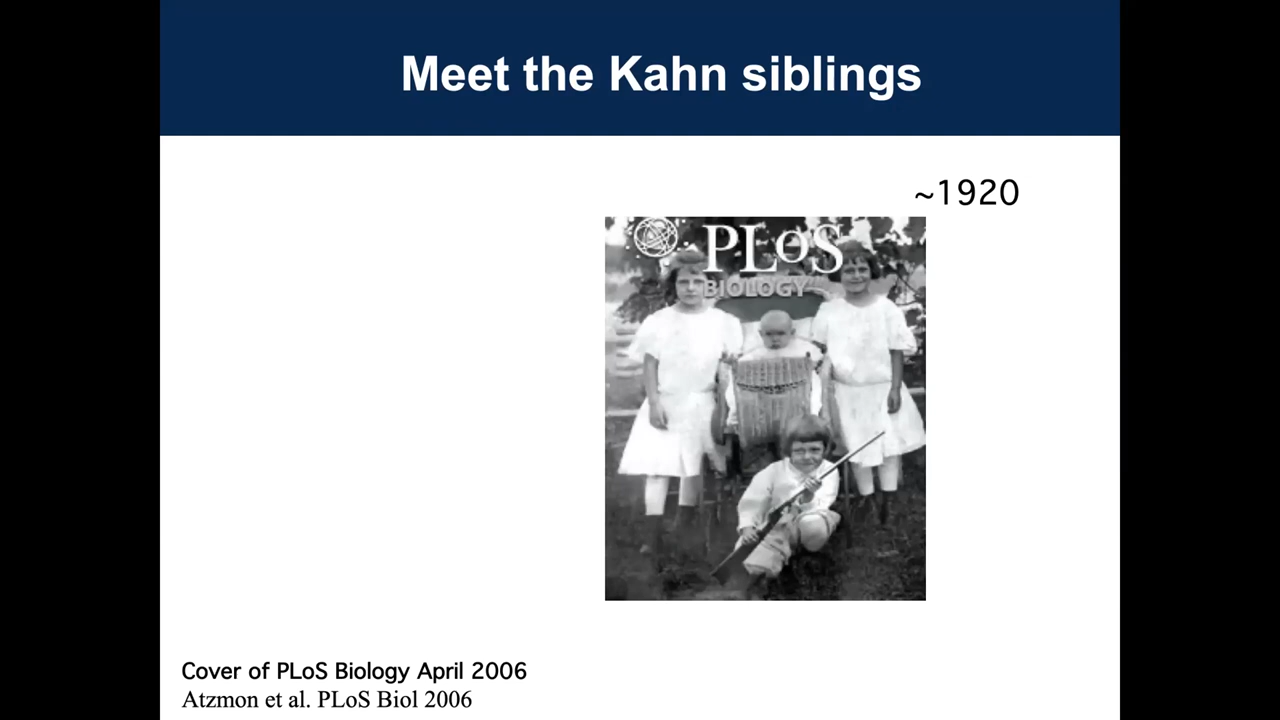 Meet the Kahn siblings
~1920
PLoS
BIOLOGY
Cover of PLoS Biology April 2006
Atzmon et al. PLoS Biol 2006